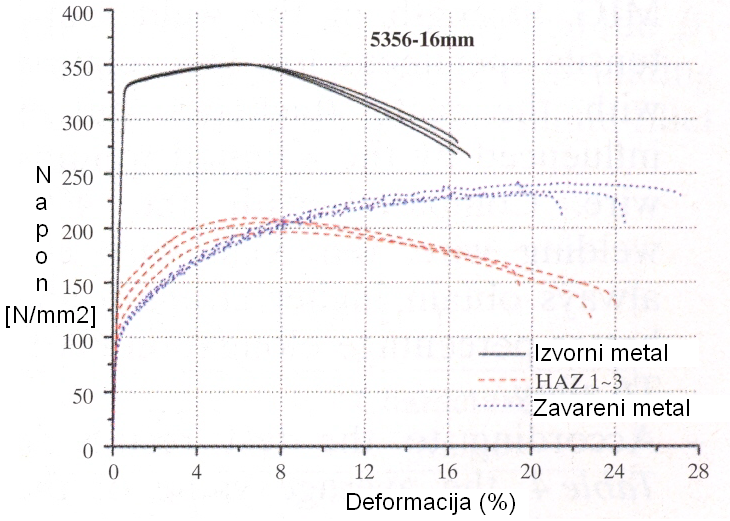 5356-16mm
400
350
300
250
200
150
100
50
0
Napon
[N/mm2]
Izvorni metal
HAZ 1~3
Zavareni metal
0 4 8 12 16 20 24 28
Deformacija (%)